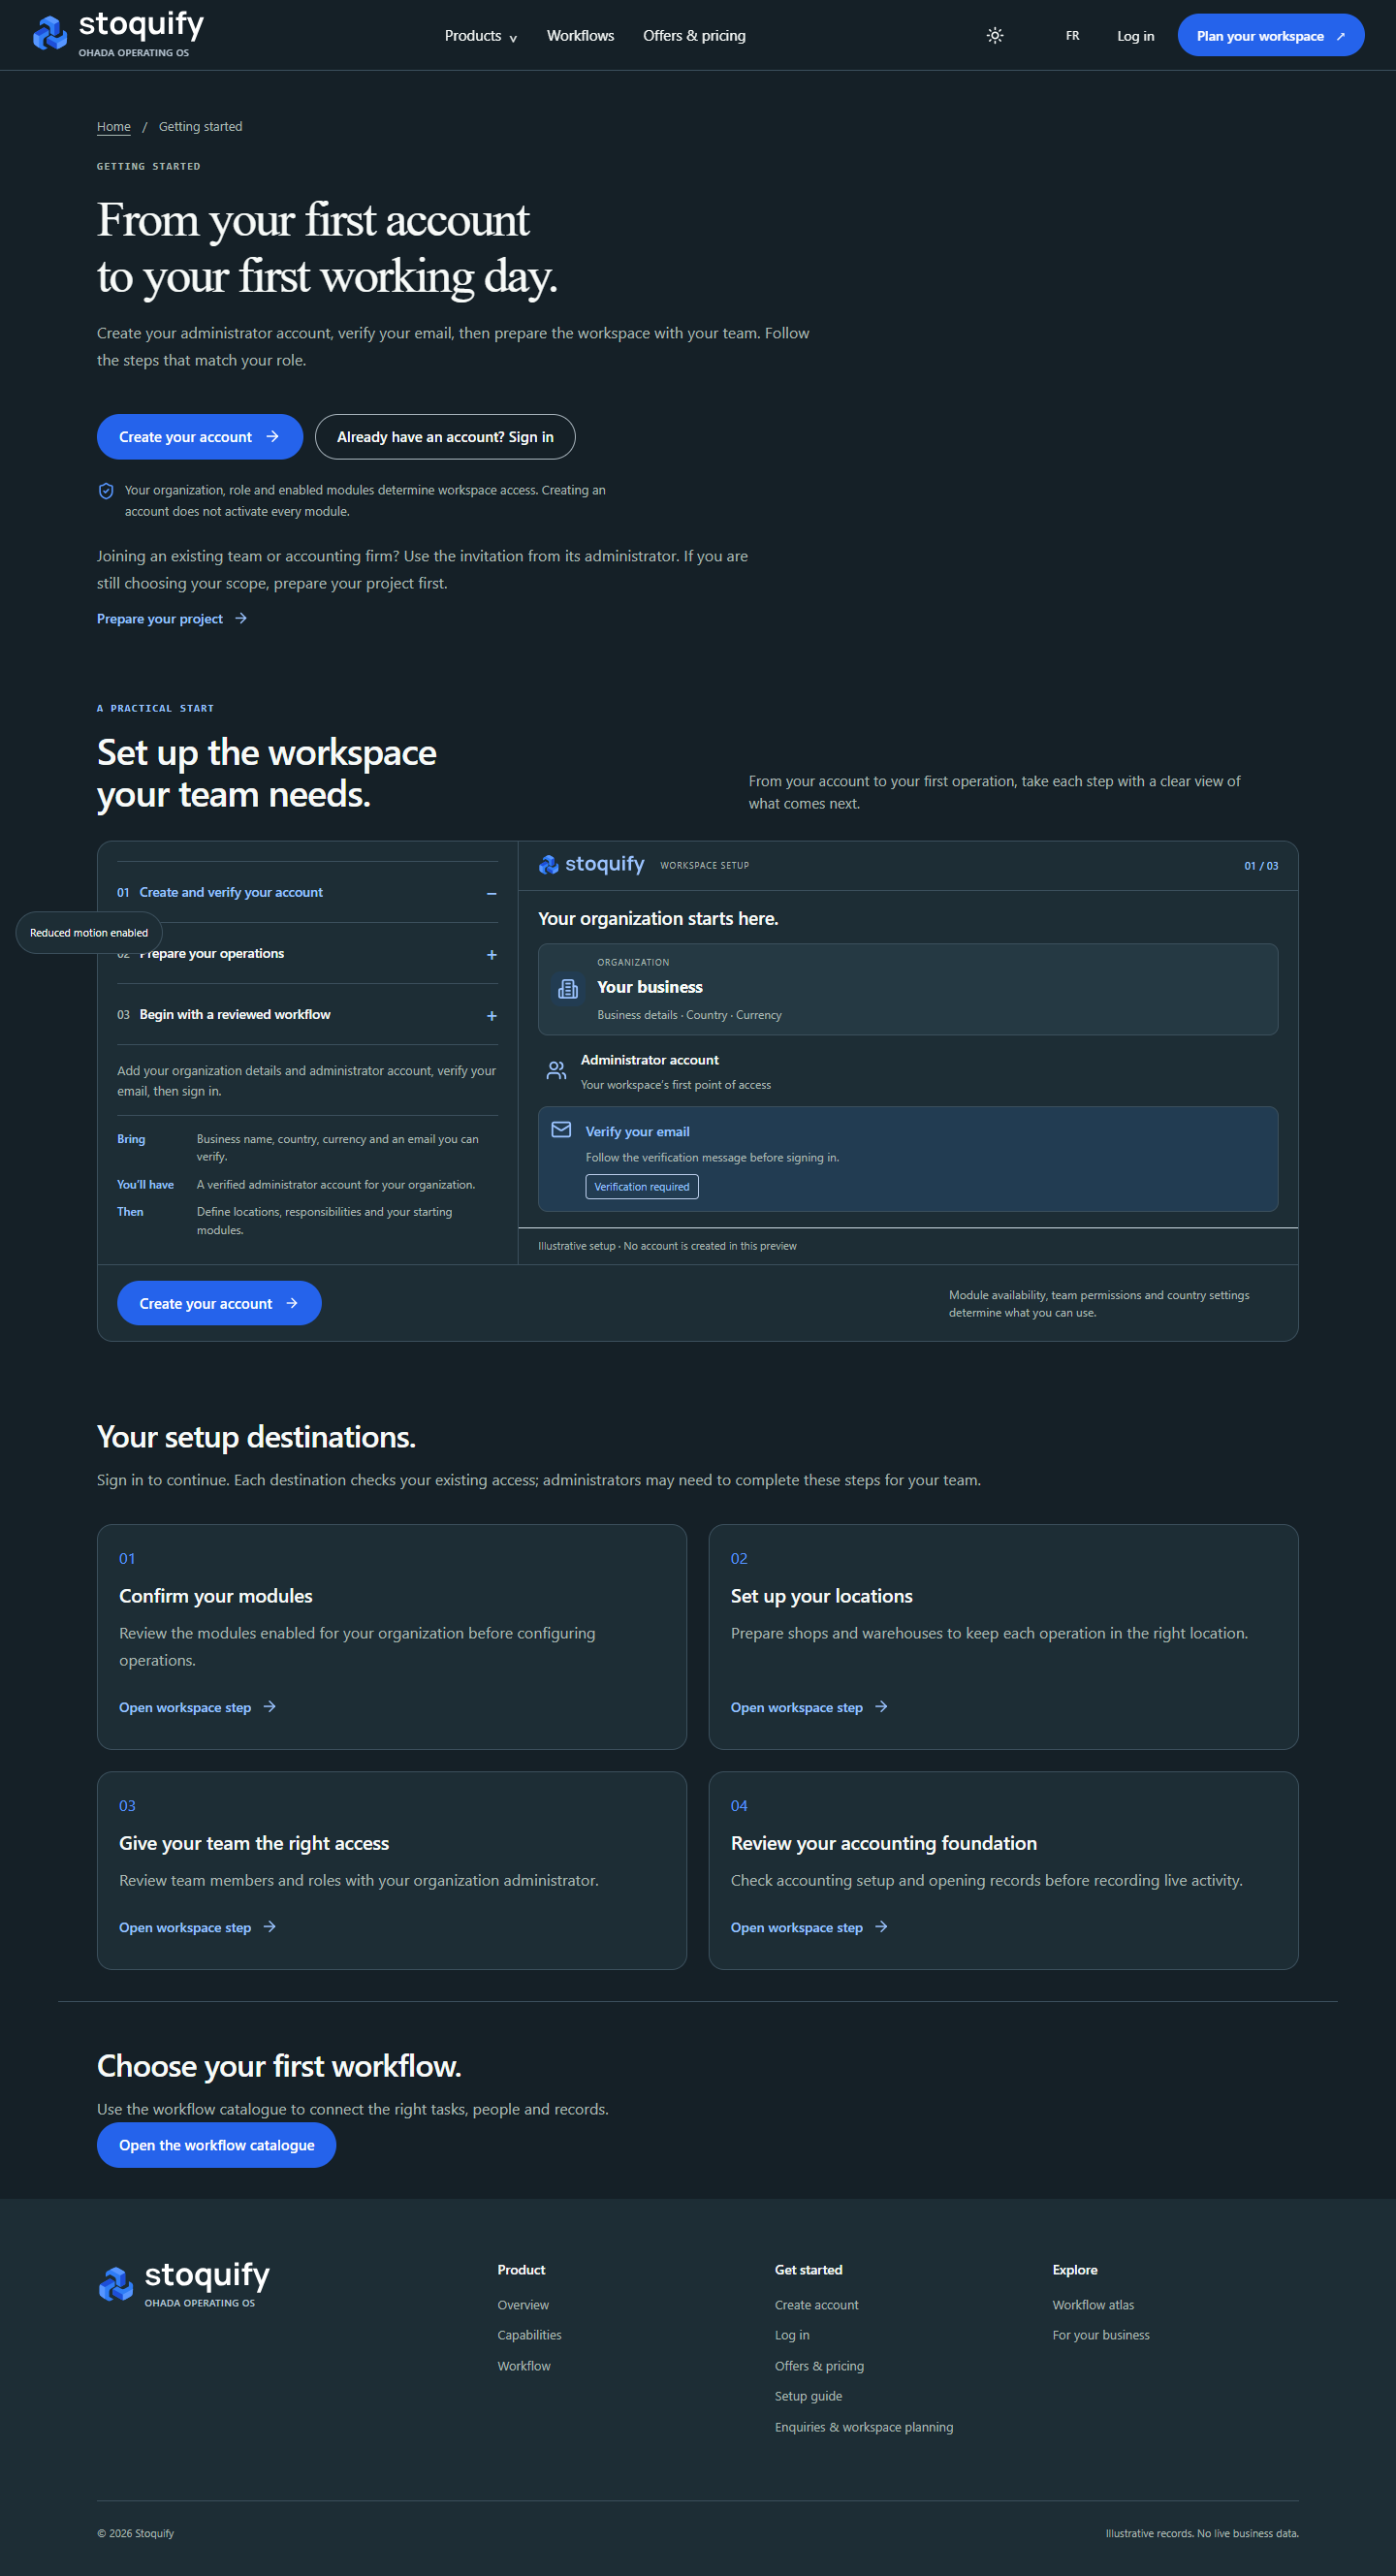 stoquify
OHADA OPERATING OS
Products
Workflows
Offers & pricing
FR
Log in
Plan your workspace ↗
Home / Getting started
GETTING STARTED
From your first account
to your first working day.
Create your administrator account, verify your email, then prepare the workspace with your team. Follow
the steps that match your role.
Create your account →
Already have an account? Sign in
Your organization, role and enabled modules determine workspace access. Creating an
account does not activate every module.
Joining an existing team or accounting firm? Use the invitation from its administrator. If you are
still choosing your scope, prepare your project first.
Prepare your project →
A PRACTICAL START
Set up the workspace
your team needs.
From your account to your first operation, take each step with a clear view of
what comes next.
01 Create and verify your account −
Reduced motion enabled
02 Prepare your operations +
03 Begin with a reviewed workflow +
Add your organization details and administrator account, verify your
email, then sign in.
Bring
Business name, country, currency and an email you can
verify.
You'll have
A verified administrator account for your organization.
Then
Define locations, responsibilities and your starting
modules.
stoquify
WORKSPACE SETUP
01 / 03
Your organization starts here.
ORGANIZATION
Your business
Business details · Country · Currency
Administrator account
Your workspace's first point of access
Verify your email
Follow the verification message before signing in.
Verification required
Illustrative setup · No account is created in this preview
Create your account →
Module availability, team permissions and country settings
determine what you can use.
Your setup destinations.
Sign in to continue. Each destination checks your existing access; administrators may need to complete these steps for your team.
01
Confirm your modules
Review the modules enabled for your organization before configuring
operations.
Open workspace step →
02
Set up your locations
Prepare shops and warehouses to keep each operation in the right location.
Open workspace step →
03
Give your team the right access
Review team members and roles with your organization administrator.
Open workspace step →
04
Review your accounting foundation
Check accounting setup and opening records before recording live activity.
Open workspace step →
Choose your first workflow.
Use the workflow catalogue to connect the right tasks, people and records.
Open the workflow catalogue
stoquify
OHADA OPERATING OS
Product
Overview
Capabilities
Workflow
Get started
Create account
Log in
Offers & pricing
Setup guide
Enquiries & workspace planning
Explore
Workflow atlas
For your business
© 2026 Stoquify
Illustrative records. No live business data.